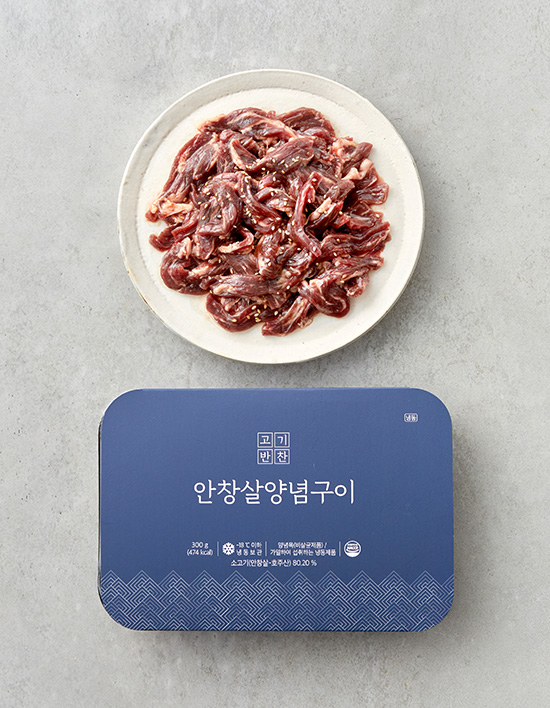 냉동
고기
반찬
안창살양념구이
300 g
(474 kcal)
-18℃ 이하
냉동보관
양념육(비살균제품) /
가열하여 섭취하는 냉동제품
소고기(안창살-호주산) 80.20 %